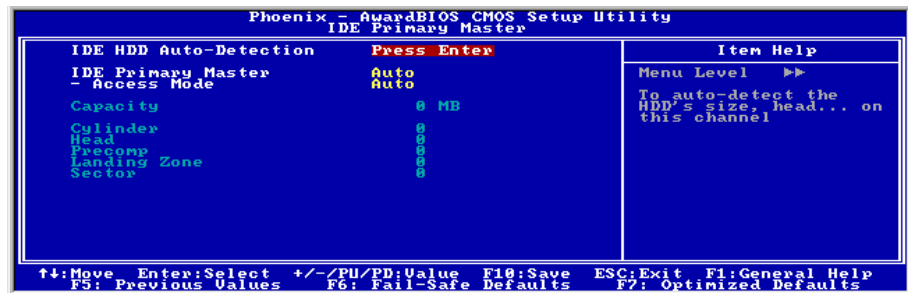 Phoenix - AwardBIOS CMOS Setup Utility
IDE Primary Master
IDE HDD Auto-Detection Press Enter
IDE Primary Master Auto
- Access Mode Auto
Capacity 0 MB
Cylinder 0
Head 0
Precomp 0
Landing Zone 0
Sector 0
Item Help
Menu Level ▶▶
To auto-detect the
HDD's size, head... on
this channel
↑↓:Move Enter:Select +/-/PU/PD:Value F10:Save ESC:Exit F1:General Help
F5: Previous Values F6: Fail-Safe Defaults F7: Optimized Defaults